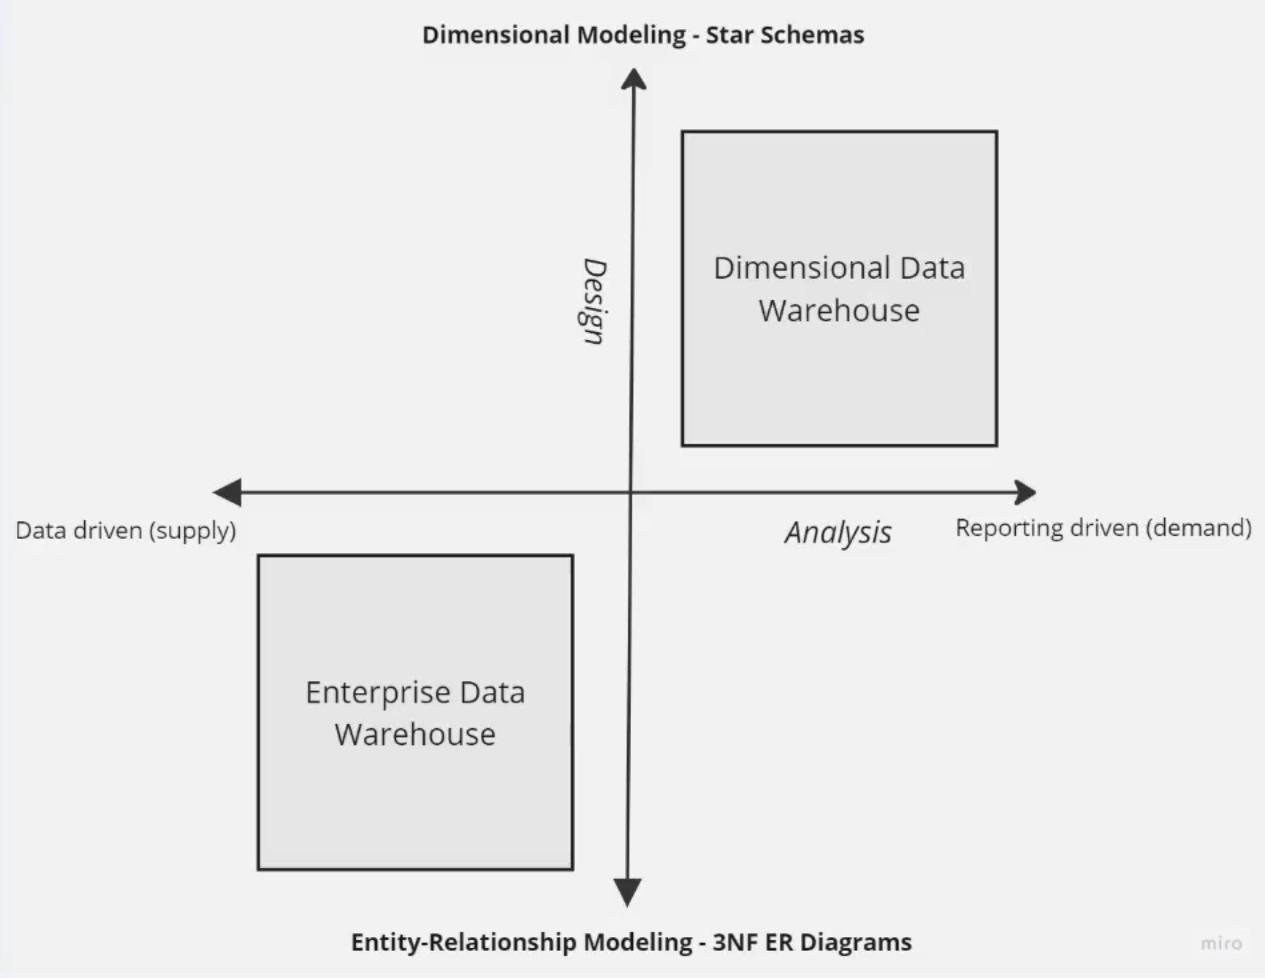 Dimensional Modeling - Star Schemas
Design
Dimensional Data
Warehouse
Data driven (supply)
Analysis
Reporting driven (demand)
Enterprise Data
Warehouse
Entity-Relationship Modeling - 3NF ER Diagrams
miro